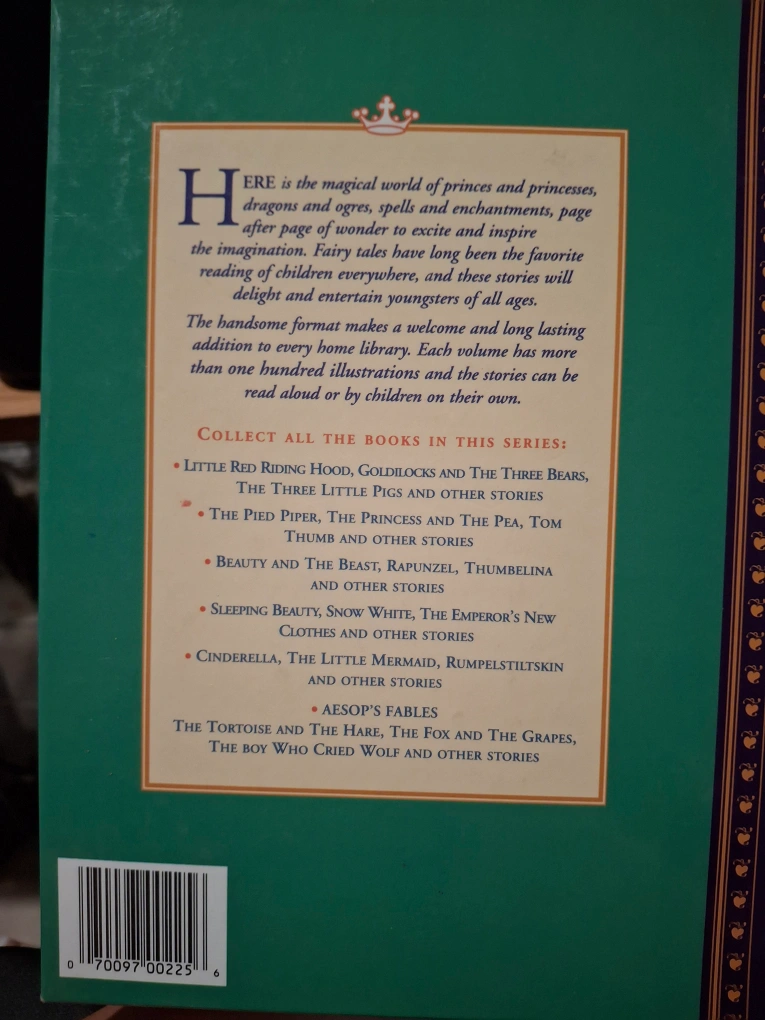 HERE is the magical world of princes and princesses,
dragons and ogres, spells and enchantments, page
after page of wonder to excite and inspire
the imagination. Fairy tales have long been the favorite
reading of children everywhere, and these stories will
delight and entertain youngsters of all ages.
The handsome format makes a welcome and long lasting
addition to every home library. Each volume has more
than one hundred illustrations and the stories can be
read aloud or by children on their own.
COLLECT ALL THE BOOKS IN THIS SERIES:
• LITTLE RED RIDING HOOD, GOLDILOCKS AND THE THREE BEARS,
THE THREE LITTLE PIGS AND OTHER STORIES
• THE PIED PIPER, THE PRINCESS AND THE PEA, TOM
THUMB AND OTHER STORIES
• BEAUTY AND THE BEAST, RAPUNZEL, THUMBELINA
AND OTHER STORIES
• SLEEPING BEAUTY, SNOW WHITE, THE EMPEROR'S NEW
CLOTHES AND OTHER STORIES
• CINDERELLA, THE LITTLE MERMAID, RUMPELSTILTSKIN
AND OTHER STORIES
• AESOP'S FABLES
THE TORTOISE AND THE HARE, THE FOX AND THE GRAPES,
THE BOY WHO CRIED WOLF AND OTHER STORIES
0 70097 00225 6